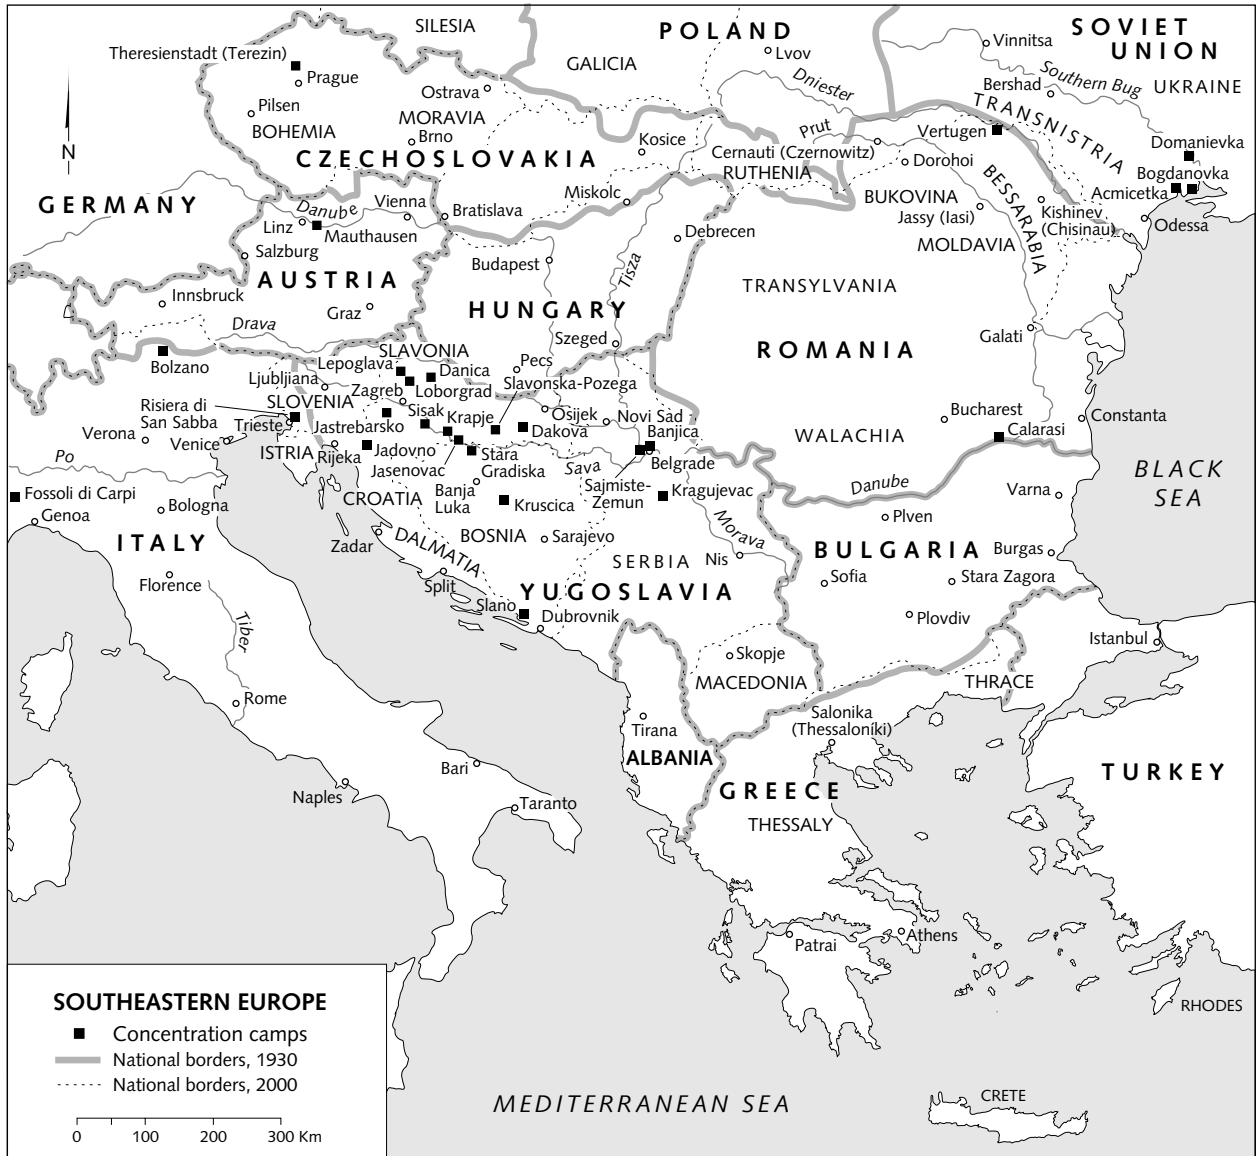 SILESIA
POLAND
SOVIET
UNION
Theresienstadt (Terezin)
Lvov
Vinnitsa
GALICIA
Prague
Dniester
Bershad
Southern Bug
UKRAINE
Ostrava
Pilsen
MORAVIA
BOHEMIA
Brno
TRANSNISTRIA
Prut
Vertugen
Kosice
N
CZECHOSLOVAKIA
Cernauti (Czernowitz)
Domanievka
Dorohoi
RUTHENIA
Bogdanovka
Miskolc
BESSARABIA
Acmicetka
GERMANY
Danube
Vienna
Bratislava
BUKOVINA
Jassy (Iasi)
Kishinev
(Chisinau)
Linz
Mauthausen
Odessa
Salzburg
Debrecen
MOLDAVIA
Budapest
Tisza
AUSTRIA
TRANSYLVANIA
Innsbruck
Graz
HUNGARY
Drava
Szeged
Galati
SLAVONIA
ROMANIA
Bolzano
Lepoglava
Danica
Pecs
Ljubljiana
Zagreb
Loborgrad
Slavonska-Pozega
SLOVENIA
Risiera di
San Sabba
Sisak
Krapje
Osijek
Novi Sad
Bucharest
Constanta
Verona
Venice
Trieste
Jastrebarsko
Dakova
Banjica
WALACHIA
Calarasi
ISTRIA
Rijeka
Jadovno
Jasenovac
Stara
Gradiska
Sava
Belgrade
Po
BLACK
SEA
Sajmiste-
Zemun
Danube
Fossoli di Carpi
CROATIA
Banja
Luka
Kruscica
Kragujevac
Varna
Genoa
Bologna
Plven
ITALY
Zadar
DALMATIA
BOSNIA
Sarajevo
Morava
BULGARIA
Burgas
SERBIA
Nis
Florence
Split
YUGOSLAVIA
Sofia
Stara Zagora
Slano
Dubrovnik
Plovdiv
Tiber
Istanbul
Skopje
MACEDONIA
THRACE
Rome
Salonika
(Thessaloníki)
Tirana
ALBANIA
Bari
TURKEY
Naples
GREECE
Taranto
THESSALY
Patrai
Athens
SOUTHEASTERN EUROPE
Concentration camps
National borders, 1930
National borders, 2000
0 100 200 300 Km
RHODES
MEDITERRANEAN SEA
CRETE